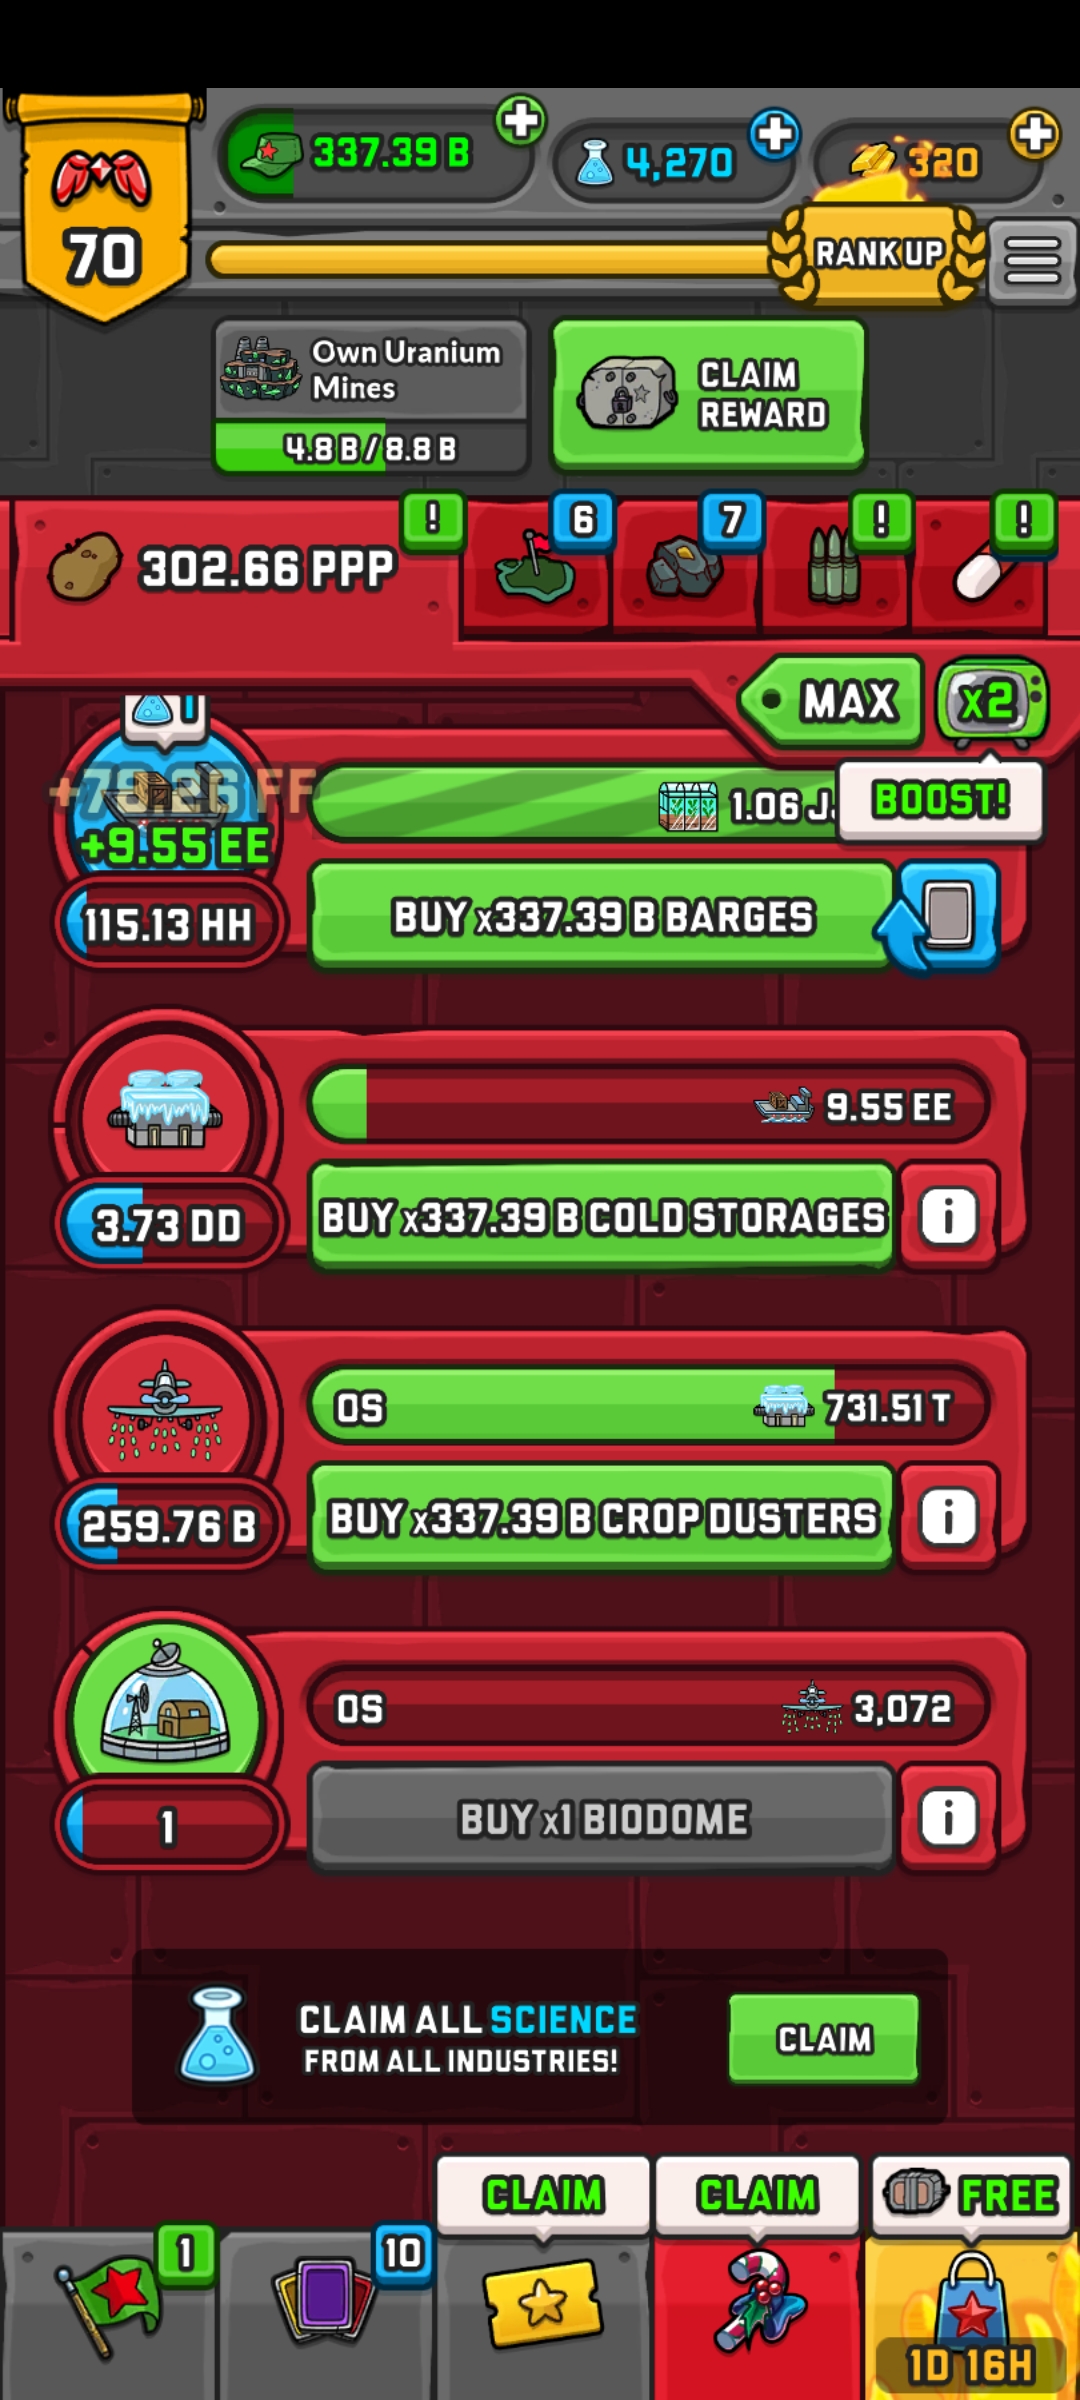 337.39 B
4,270
320
70
RANK UP
Own Uranium
Mines
4.8 B / 8.8 B
CLAIM
REWARD
!
6
7
!
!
302.66 PPP
MAX
x2
1
+79.26 FF
+9.55 EE
1.06 J
BOOST!
115.13 HH
BUY x337.39 B BARGES
9.55 EE
3.73 DD
BUY x337.39 B COLD STORAGES
i
0S
731.51 T
259.76 B
BUY x337.39 B CROP DUSTERS
i
0S
3,072
1
BUY x1 BIODOME
i
CLAIM ALL SCIENCE
FROM ALL INDUSTRIES!
CLAIM
CLAIM
CLAIM
FREE
1
10
1D 16H